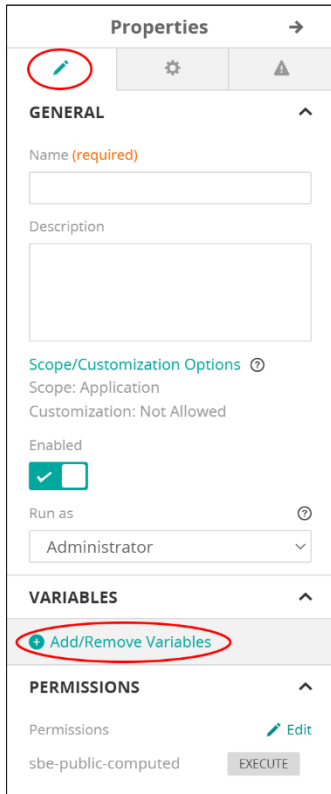 Properties
GENERAL
Name (required)
Description
Scope/Customization Options
Scope: Application
Customization: Not Allowed
Enabled
Run as
Administrator
VARIABLES
Add/Remove Variables
PERMISSIONS
Permissions Edit
sbe-public-computed EXECUTE